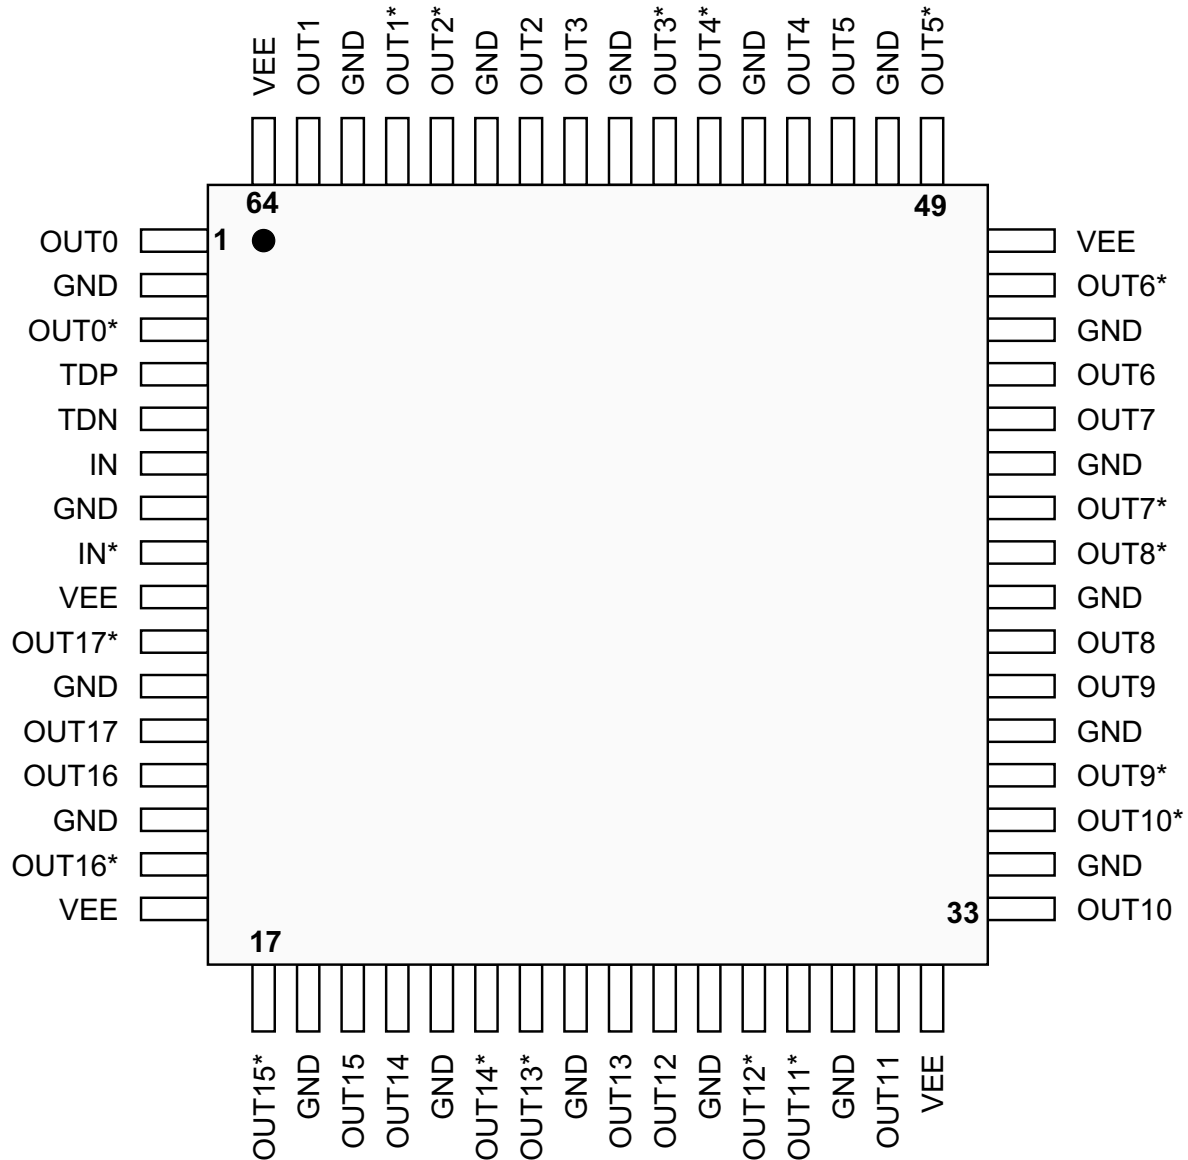 VEE
OUT1
GND
OUT1*
OUT2*
GND
OUT2
OUT3
GND
OUT3*
OUT4*
GND
OUT4
OUT5
GND
OUT5*
64
49
1
OUT0
GND
OUT0*
TDP
TDN
IN
GND
IN*
VEE
OUT17*
GND
OUT17
OUT16
GND
OUT16*
VEE
VEE
OUT6*
GND
OUT6
OUT7
GND
OUT7*
OUT8*
GND
OUT8
OUT9
GND
OUT9*
OUT10*
GND
OUT10
33
17
OUT15*
GND
OUT15
OUT14
GND
OUT14*
OUT13*
GND
OUT13
OUT12
GND
OUT12*
OUT11*
GND
OUT11
VEE